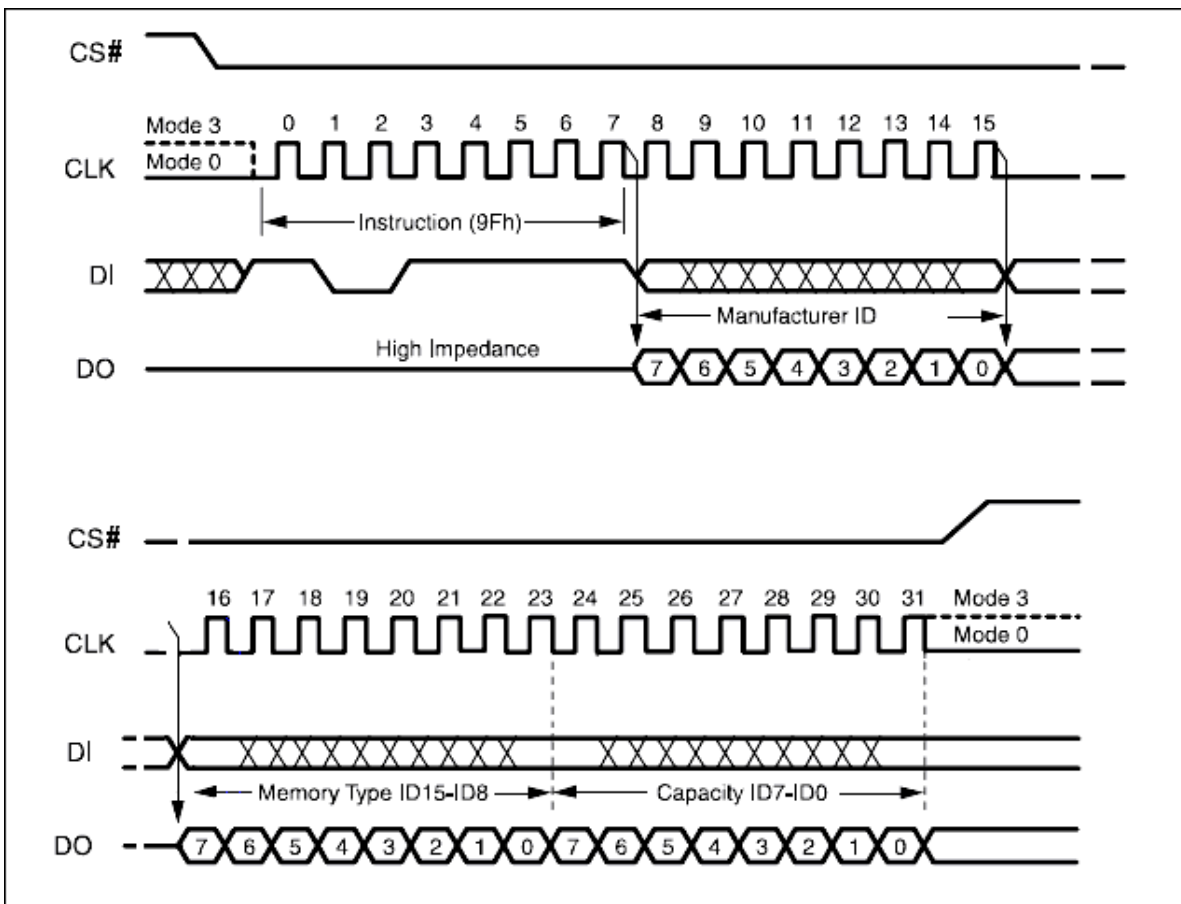 CS#
Mode 3
0 1 2 3 4 5 6 7 8 9 10 11 12 13 14 15
CLK
Mode 0
Instruction (9Fh)
DI
Manufacturer ID
High Impedance
DO
7 6 5 4 3 2 1 0
CS#
16 17 18 19 20 21 22 23 24 25 26 27 28 29 30 31
Mode 3
CLK
Mode 0
DI
Memory Type ID15-ID8
Capacity ID7-ID0
DO
7 6 5 4 3 2 1 0 7 6 5 4 3 2 1 0